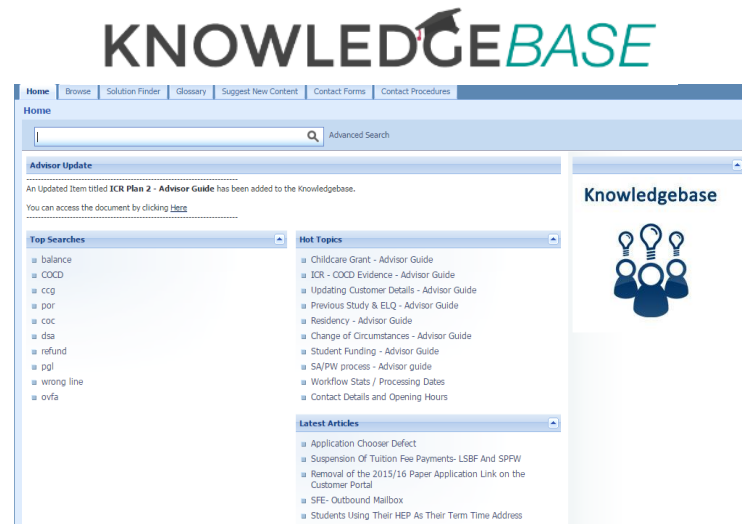 KNOWLEDGEBASE
Home Browse Solution Finder Glossary Suggest New Content Contact Forms Contact Procedures
Home
Advanced Search
Advisor Update
An Updated Item titled ICR Plan 2 - Advisor Guide has been added to the Knowledgebase.
You can access the document by clicking Here
Knowledgebase
Top Searches
balance
COCD
ccg
por
coc
dsa
refund
pgl
wrong line
ovfa
Hot Topics
Childcare Grant - Advisor Guide
ICR - COCD Evidence - Advisor Guide
Updating Customer Details - Advisor Guide
Previous Study & ELQ - Advisor Guide
Residency - Advisor Guide
Change of Circumstances - Advisor Guide
Student Funding - Advisor Guide
SA/PW process - Advisor guide
Workflow Stats / Processing Dates
Contact Details and Opening Hours
Latest Articles
Application Chooser Defect
Suspension Of Tuition Fee Payments- LSBF And SPFW
Removal of the 2015/16 Paper Application Link on the
Customer Portal
SFE- Outbound Mailbox
Students Using Their HEP As Their Term Time Address